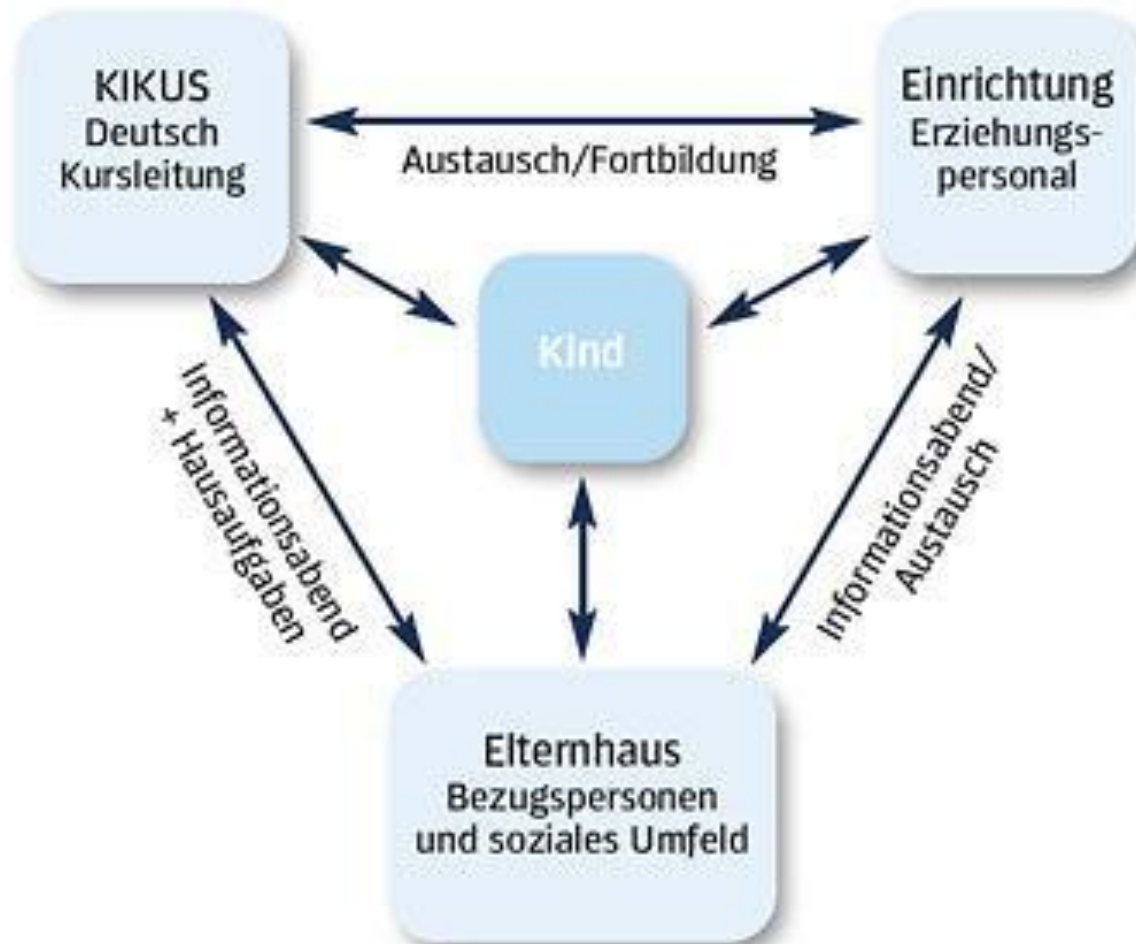 KIKUS
Deutsch
Kursleitung
Einrichtung
Erziehungs-
personal
Austausch/Fortbildung
Kind
Informationsabend
+ Hausaufgaben
Informationsabend/
Austausch
Elternhaus
Bezugspersonen
und soziales Umfeld